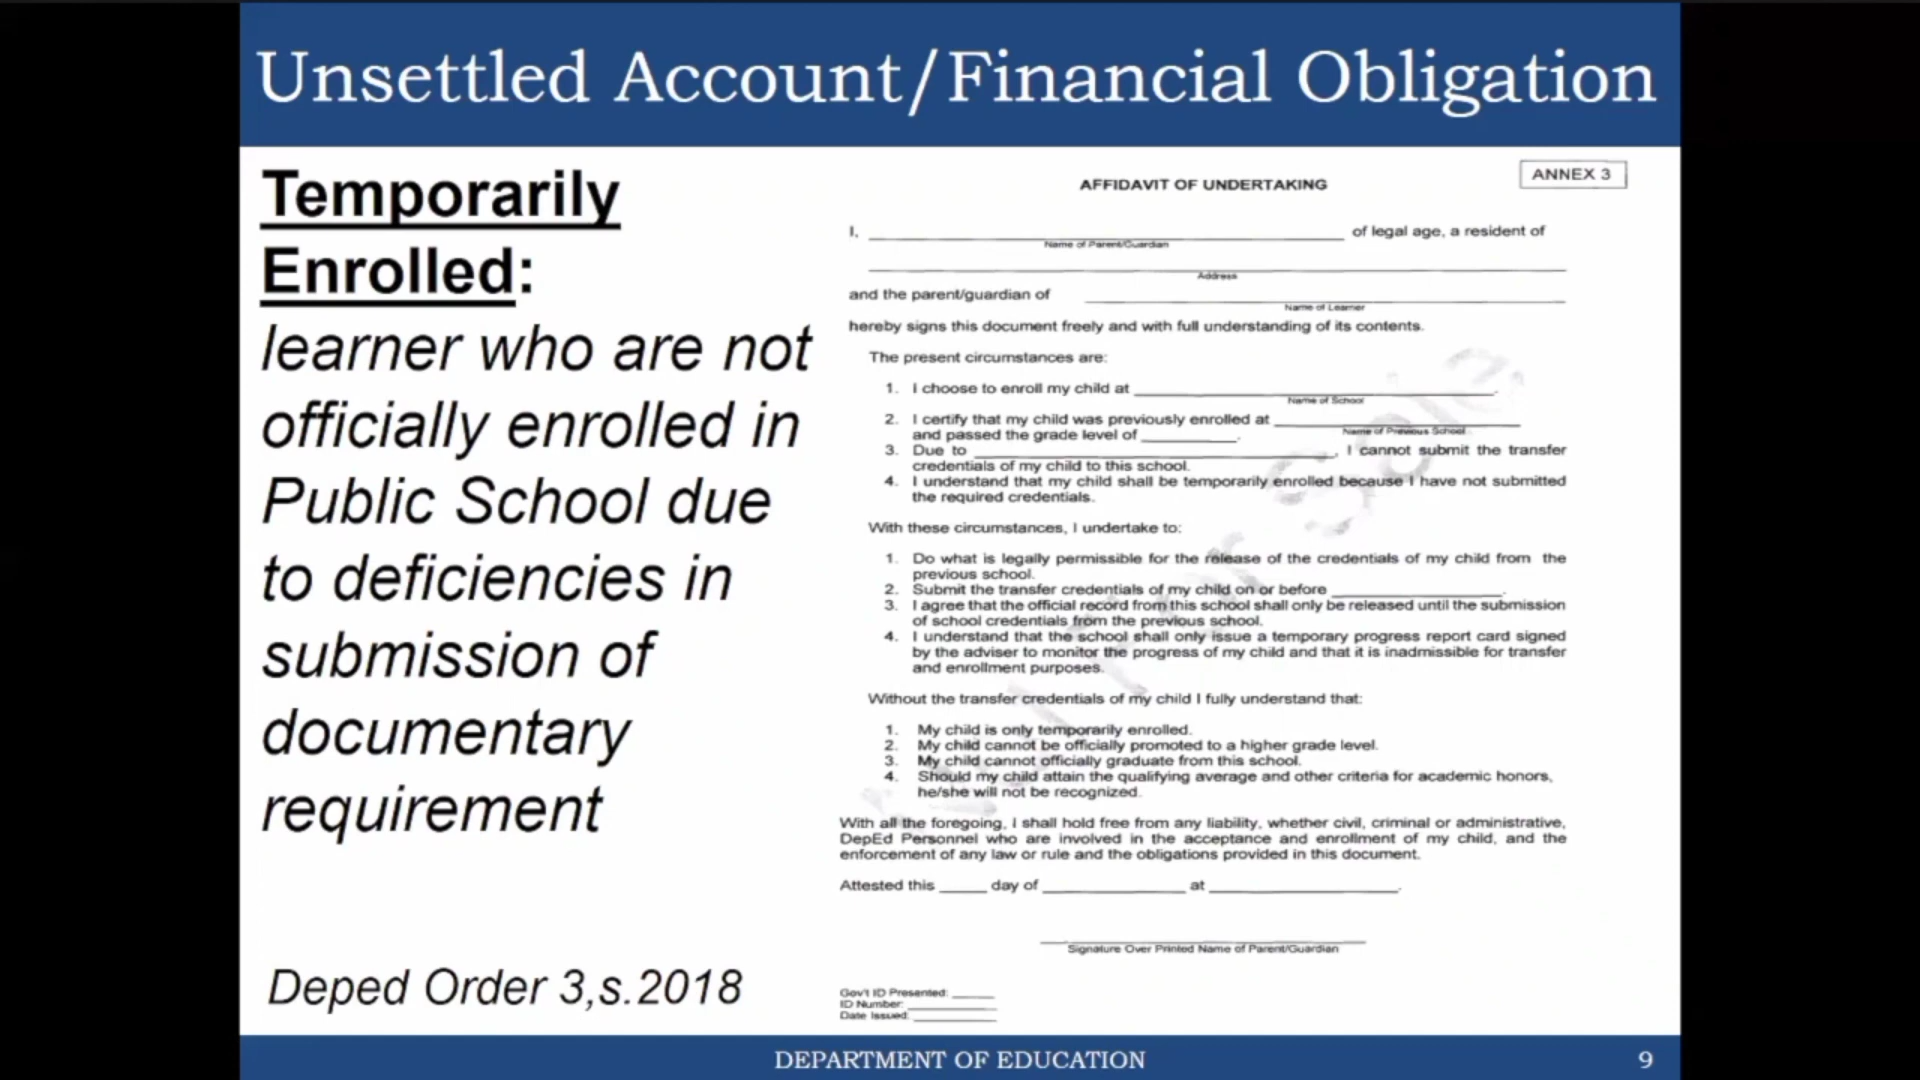 Unsettled Account/Financial Obligation
Temporarily
Enrolled:
learner who are not
officially enrolled in
Public School due
to deficiencies in
submission of
documentary
requirement
Deped Order 3,s.2018
ANNEX 3
AFFIDAVIT OF UNDERTAKING
I, ____________________ of legal age, a resident of
Name of Parent/Guardian
Address
and the parent/guardian of ____________________
Name of Learner
hereby signs this document freely and with full understanding of its contents.
The present circumstances are:
1. I choose to enroll my child at ____________________.
Name of School
2. I certify that my child was previously enrolled at ____________________
Name of Previous School
and passed the grade level of __________.
3. Due to ____________________, I cannot submit the transfer
credentials of my child to this school.
4. I understand that my child shall be temporarily enrolled because I have not submitted
the required credentials.
With these circumstances, I undertake to:
1. Do what is legally permissible for the release of the credentials of my child from the
previous school.
2. Submit the transfer credentials of my child on or before ____________________.
3. I agree that the official record from this school shall only be released until the submission
of school credentials from the previous school.
4. I understand that the school shall only issue a temporary progress report card signed
by the adviser to monitor the progress of my child and that it is inadmissible for transfer
and enrollment purposes.
Without the transfer credentials of my child I fully understand that:
1. My child is only temporarily enrolled.
2. My child cannot be officially promoted to a higher grade level.
3. My child cannot officially graduate from this school.
4. Should my child attain the qualifying average and other criteria for academic honors,
he/she will not be recognized.
With all the foregoing, I shall hold free from any liability, whether civil, criminal or administrative,
DepEd Personnel who are involved in the acceptance and enrollment of my child, and the
enforcement of any law or rule and the obligations provided in this document.
Attested this _____ day of _______________ at ____________________.
Signature Over Printed Name of Parent/Guardian
Gov't ID Presented: _____
ID Number: __________
Date Issued: __________
DEPARTMENT OF EDUCATION 9